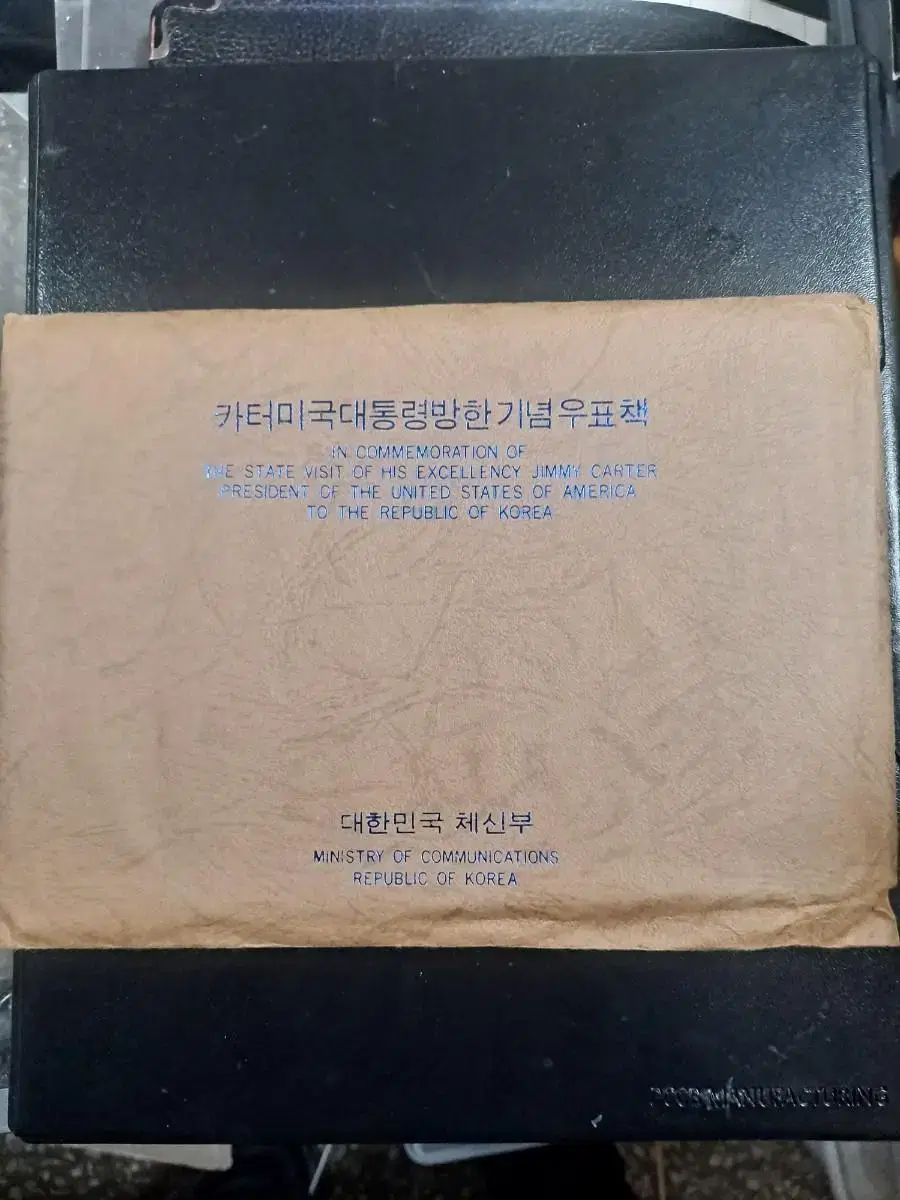 카터미국대통령방한기념우표책
IN COMMEMORATION OF
THE STATE VISIT OF HIS EXCELLENCY JIMMY CARTER
PRESIDENT OF THE UNITED STATES OF AMERICA
TO THE REPUBLIC OF KOREA
대한민국 체신부
MINISTRY OF COMMUNICATIONS
REPUBLIC OF KOREA
MANUFACTURING